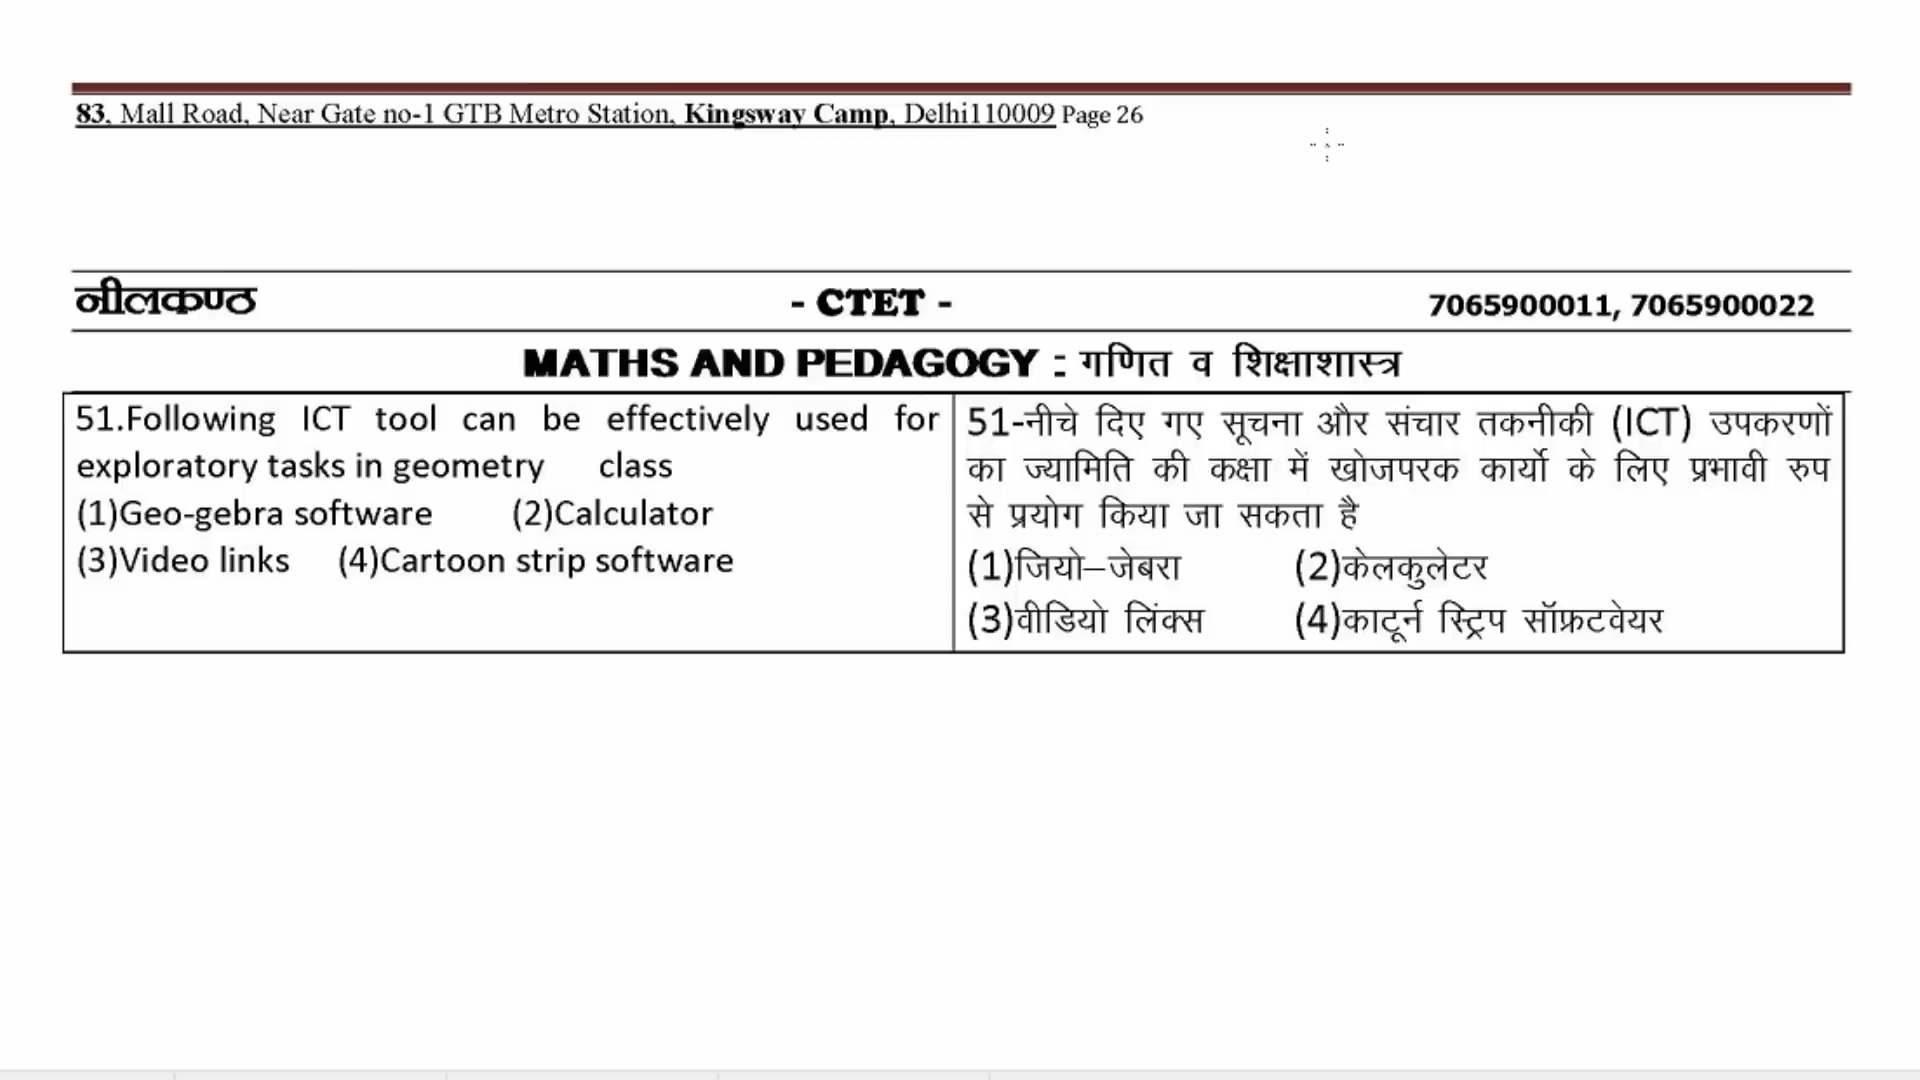 83, Mall Road, Near Gate no-1 GTB Metro Station, Kingsway Camp, Delhi110009 Page 26
नीलकण्ठ - CTET - 7065900011, 7065900022
MATHS AND PEDAGOGY : गणित व शिक्षाशास्त्र
51.Following ICT tool can be effectively used for
exploratory tasks in geometry class
(1)Geo-gebra software (2)Calculator
(3)Video links (4)Cartoon strip software
51-नीचे दिए गए सूचना और संचार तकनीकी (ICT) उपकरणों
का ज्यामिति की कक्षा में खोजपरक कार्यो के लिए प्रभावी रुप
से प्रयोग किया जा सकता है
(1)जियो–जेबरा (2)केलकुलेटर
(3)वीडियो लिंक्स (4)काटूर्न स्ट्रिप सॉफ्रटवेयर